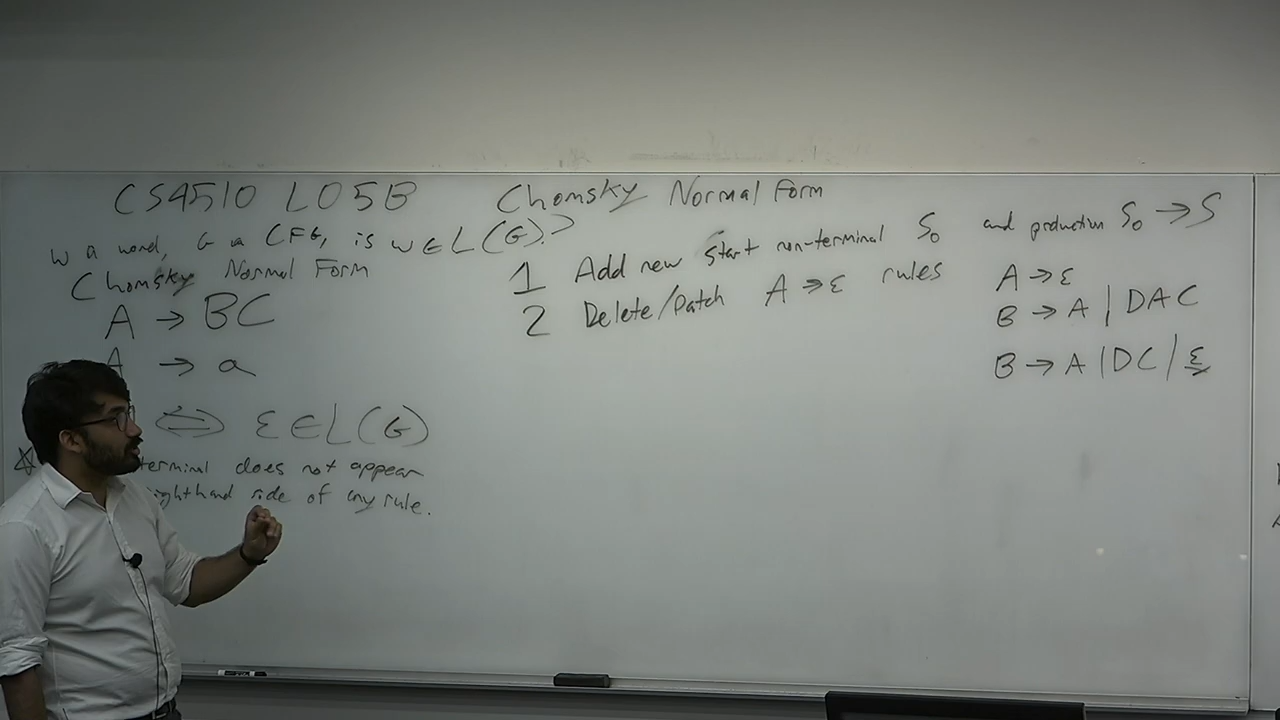 CS4510 L05B
w a word, G a CFG, is w∈L(G)?
Chomsky Normal Form
A → BC
A → a
⟺ ε∈L(G)
terminal does not appear
righthand side of any rule.
Chomsky Normal Form
1 Add new start non-terminal S₀ and production S₀ → S
2 Delete/Patch A → ε rules
A → ε
B → A | DAC
B → A | DC | ε